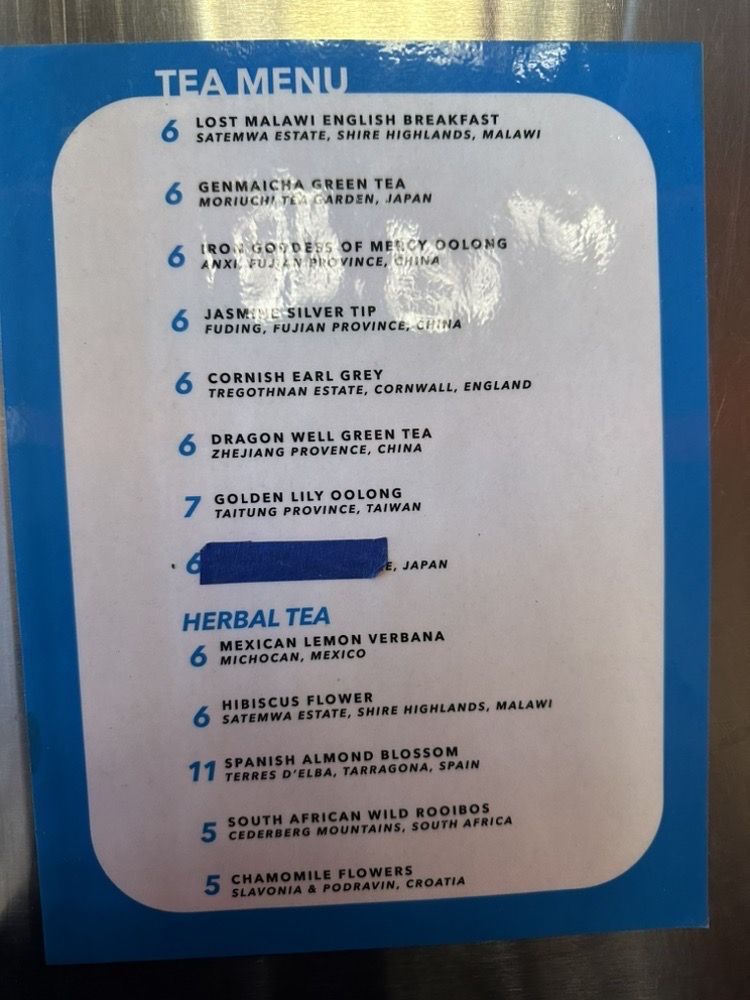 TEA MENU
6 LOST MALAWI ENGLISH BREAKFAST
SATEMWA ESTATE, SHIRE HIGHLANDS, MALAWI
6 GENMAICHA GREEN TEA
MORIUCHI TEA GARDEN, JAPAN
6 IRON GODDESS OF MERCY OOLONG
ANXI, FUJIAN PROVINCE, CHINA
6 JASMINE SILVER TIP
FUDING, FUJIAN PROVINCE, CHINA
6 CORNISH EARL GREY
TREGOTHNAN ESTATE, CORNWALL, ENGLAND
6 DRAGON WELL GREEN TEA
ZHEJIANG PROVENCE, CHINA
7 GOLDEN LILY OOLONG
TAITUNG PROVINCE, TAIWAN
6
E, JAPAN
HERBAL TEA
6 MEXICAN LEMON VERBANA
MICHOCAN, MEXICO
6 HIBISCUS FLOWER
SATEMWA ESTATE, SHIRE HIGHLANDS, MALAWI
11 SPANISH ALMOND BLOSSOM
TERRES D'ELBA, TARRAGONA, SPAIN
5 SOUTH AFRICAN WILD ROOIBOS
CEDERBERG MOUNTAINS, SOUTH AFRICA
5 CHAMOMILE FLOWERS
SLAVONIA & PODRAVIN, CROATIA